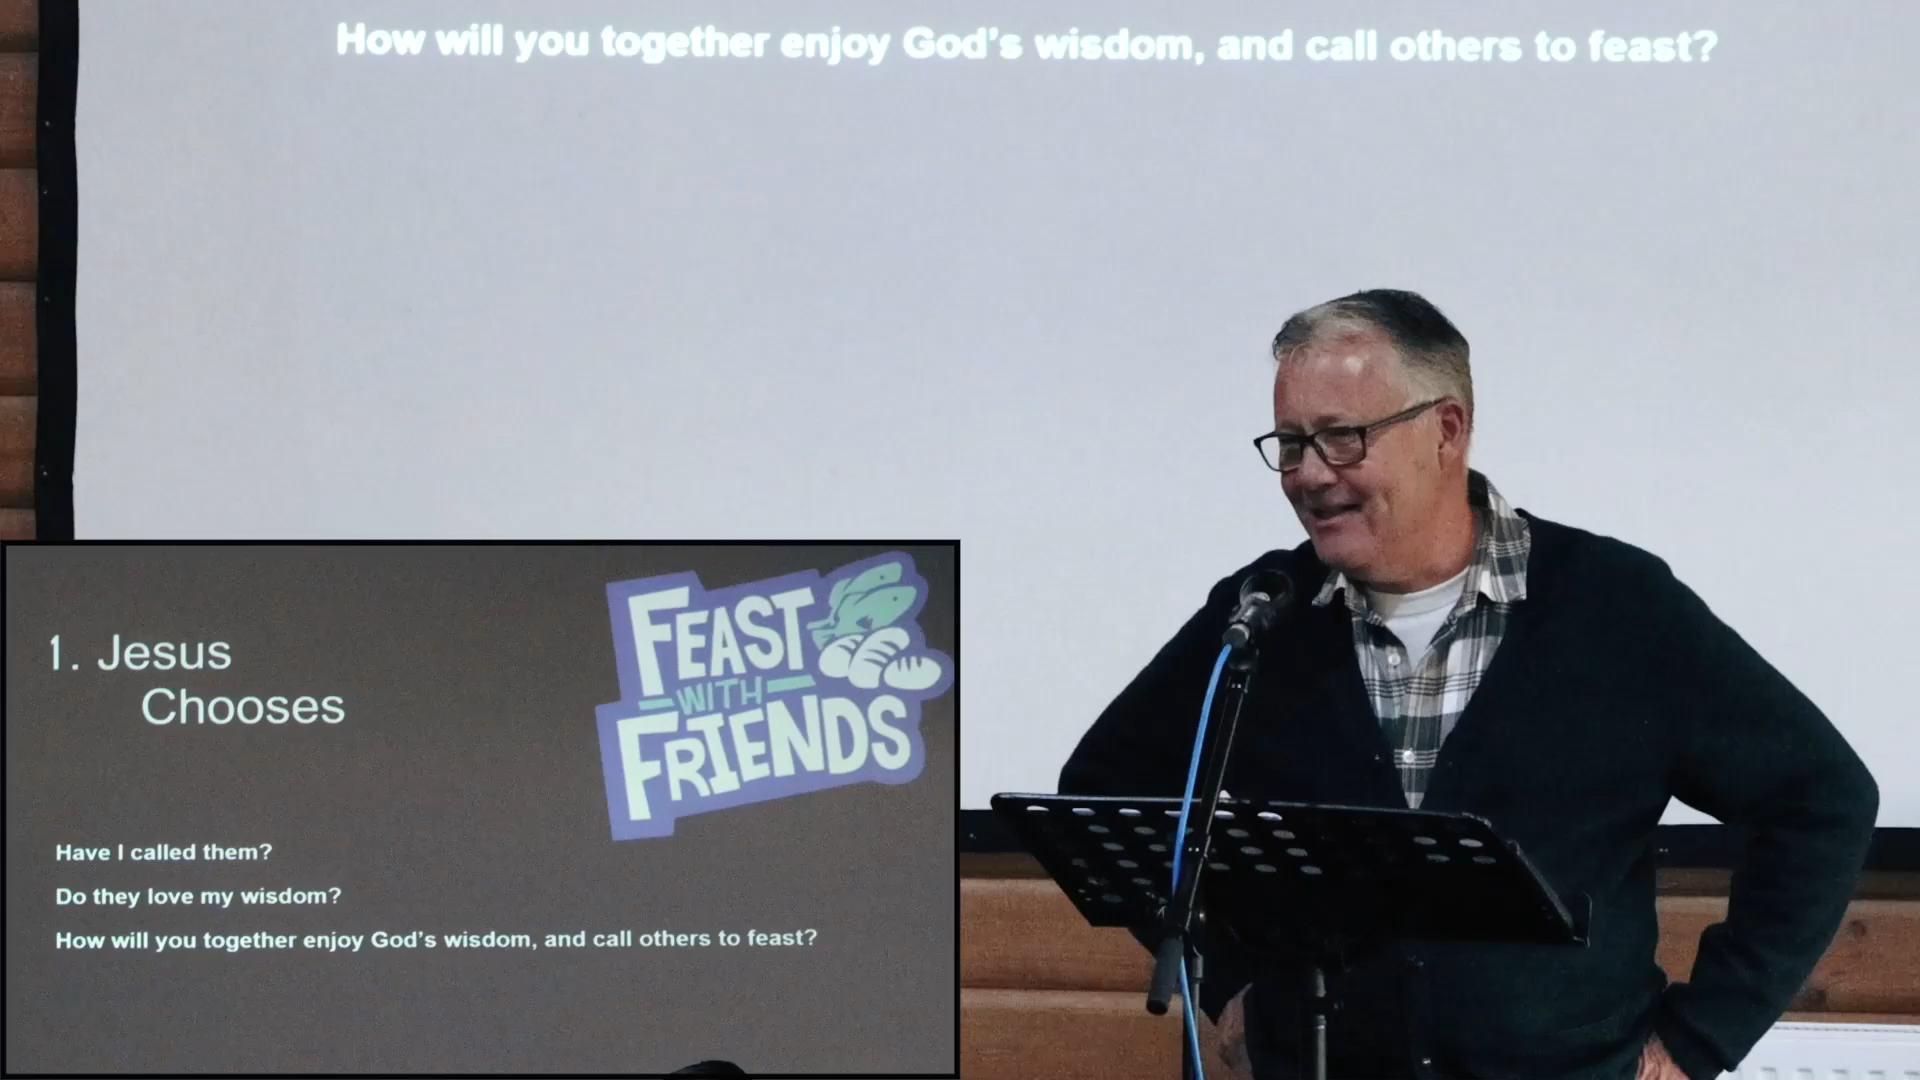 How will you together enjoy God's wisdom, and call others to feast?
1. Jesus
Chooses
FEAST
WITH
FRIENDS
Have I called them?
Do they love my wisdom?
How will you together enjoy God's wisdom, and call others to feast?